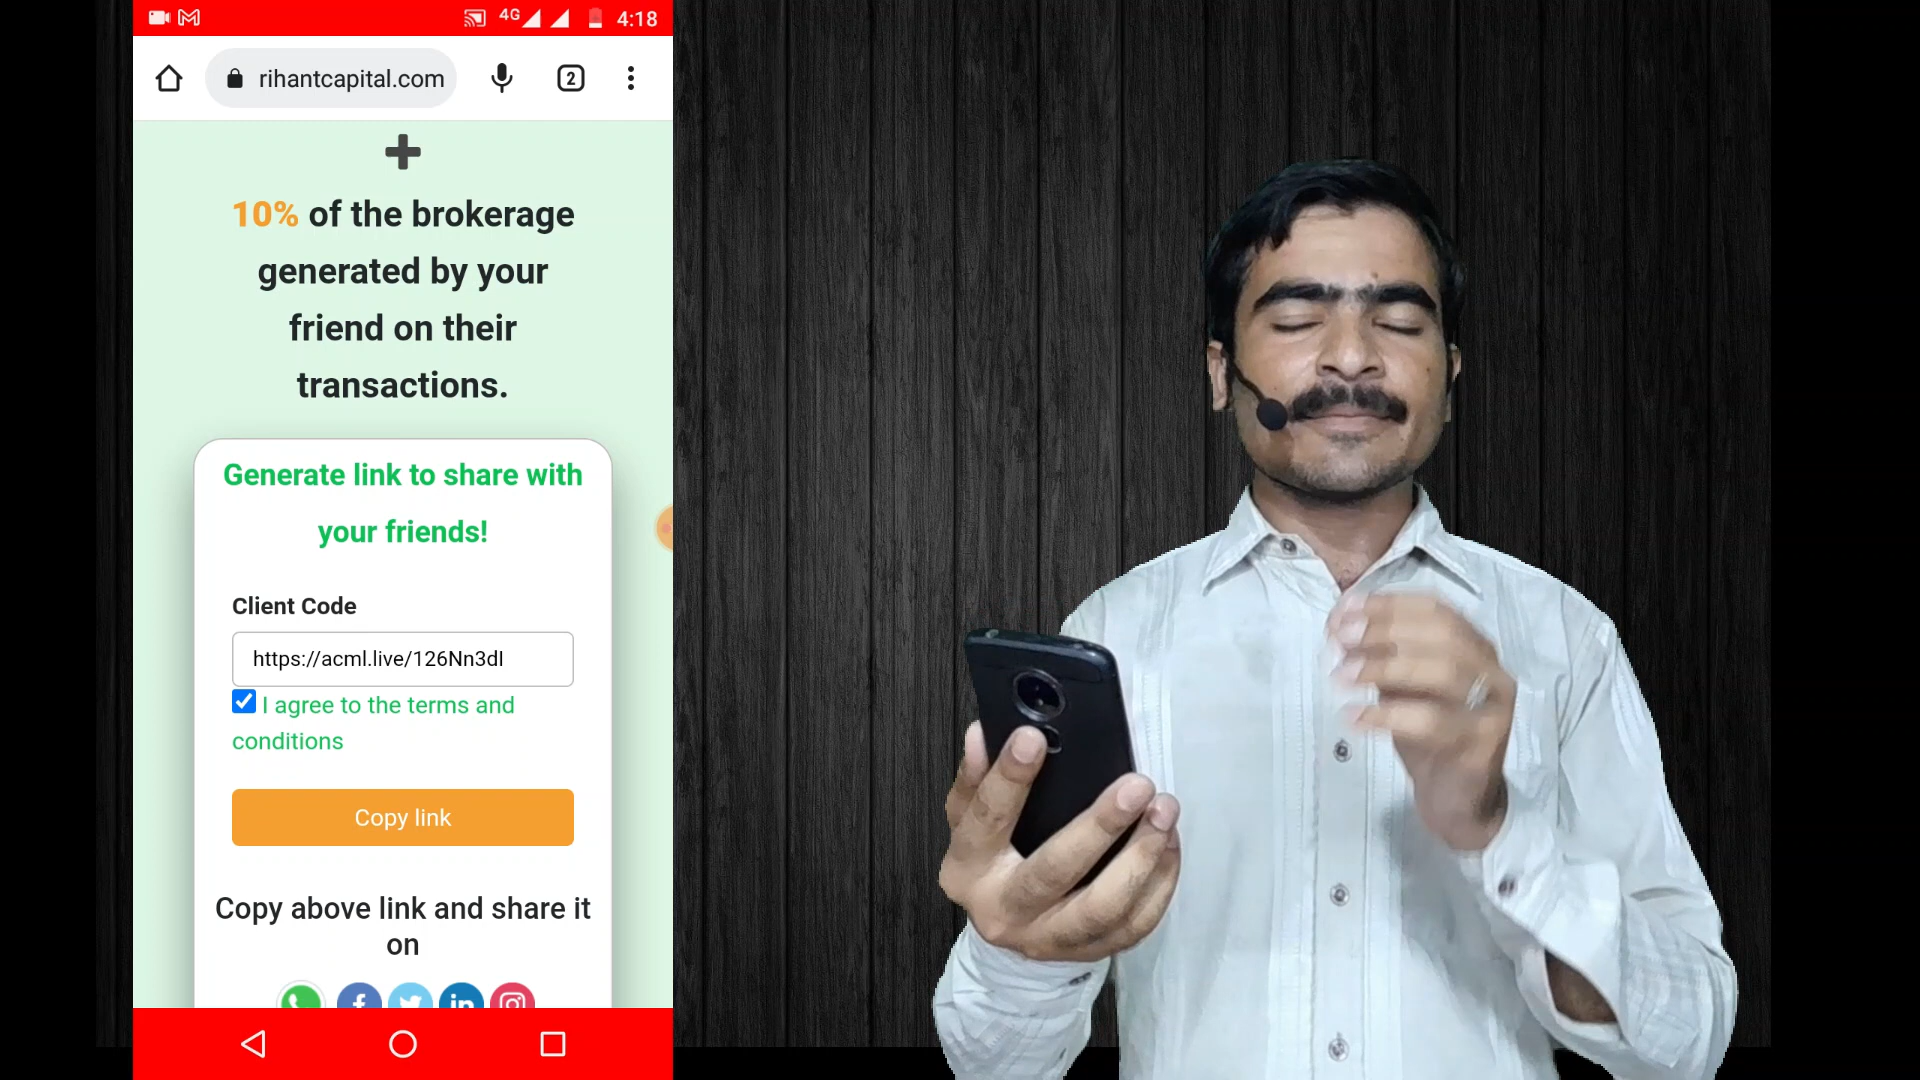 4G 4:18
rihantcapital.com 2
10% of the brokerage
generated by your
friend on their
transactions.
Generate link to share with
your friends!
Client Code
https://acml.live/126Nn3dI
I agree to the terms and
conditions
Copy link
Copy above link and share it
on